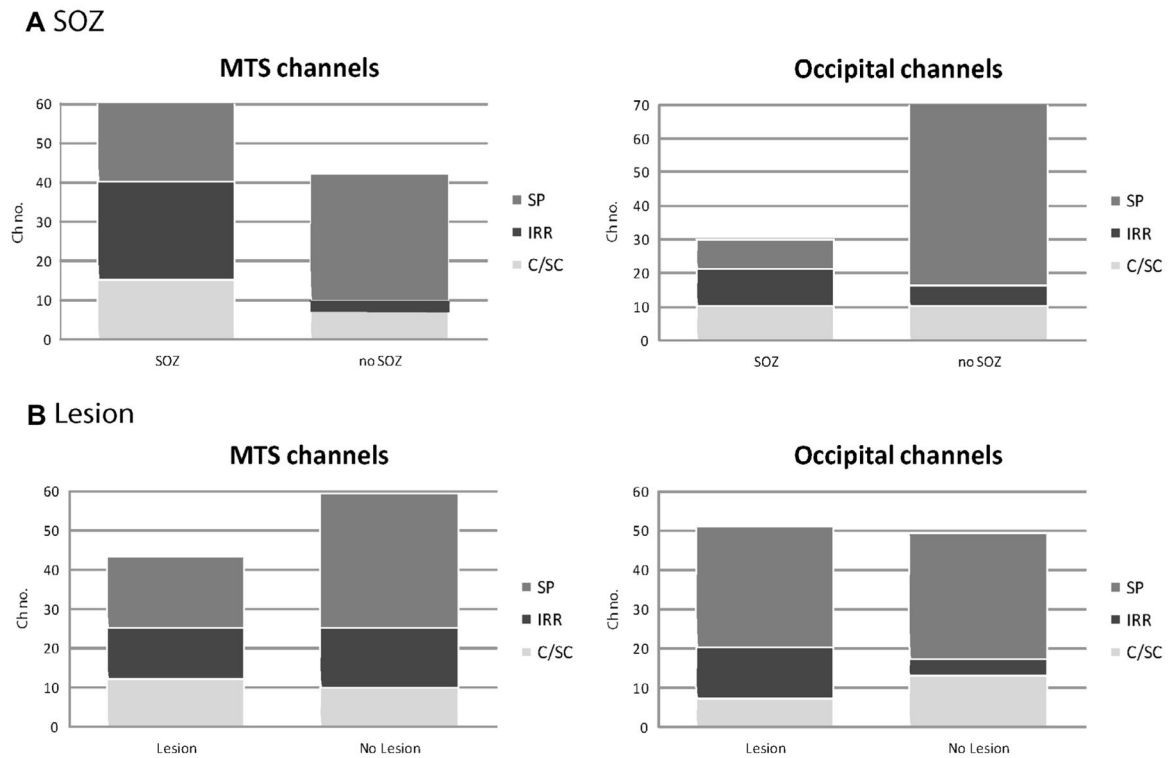 A SOZ
MTS channels
60
50
40
30
20
10
0
Ch no.
SOZ
no SOZ
SP
IRR
C/SC
Occipital channels
70
60
50
40
30
20
10
0
Ch no.
SOZ
no SOZ
SP
IRR
C/SC
B Lesion
MTS channels
60
50
40
30
20
10
0
Ch no.
Lesion
No Lesion
SP
IRR
C/SC
Occipital channels
60
50
40
30
20
10
0
Ch no.
Lesion
No Lesion
SP
IRR
C/SC